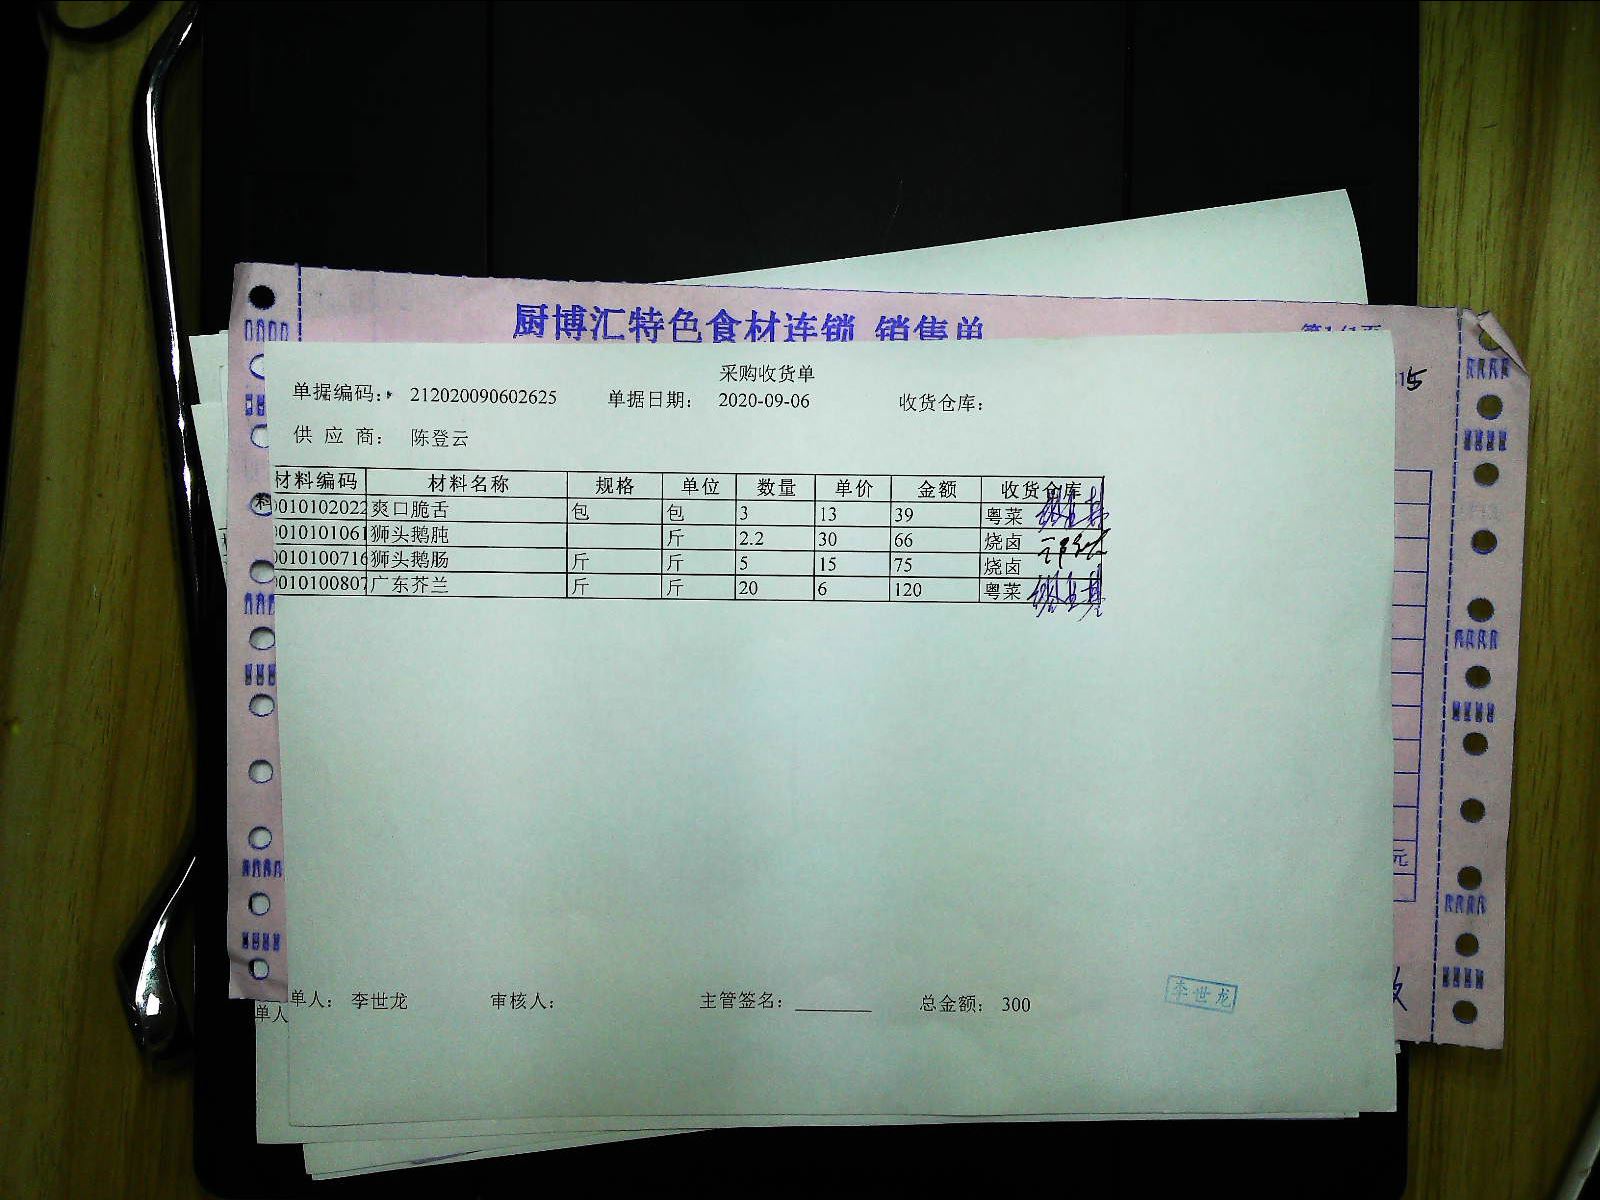 厨博汇特色食材连锁 销售单
15
采购收货单
单据编码： 212020090602625 单据日期： 2020-09-06 收货仓库：
供 应 商： 陈登云
材料编码 材料名称 规格 单位 数量 单价 金额 收货仓库
料
0010102022 爽口脆舌 包 包 3 13 39 粤菜
0010101061 狮头鹅肫 斤 2.2 30 66 烧卤
0010100716 狮头鹅肠 斤 斤 5 15 75 烧卤
0010100807 广东芥兰 斤 斤 20 6 120 粤菜
元
单人： 李世龙 审核人： 主管签名： 总金额： 300
李世龙
单人